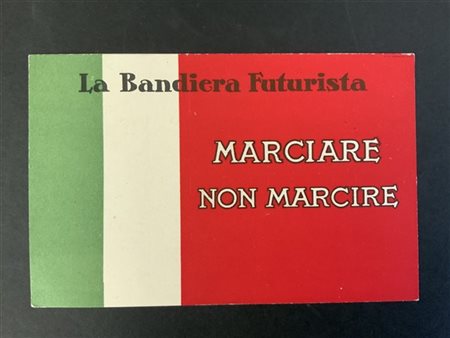 La Bandiera Futurista
MARCIARE
NON MARCIRE